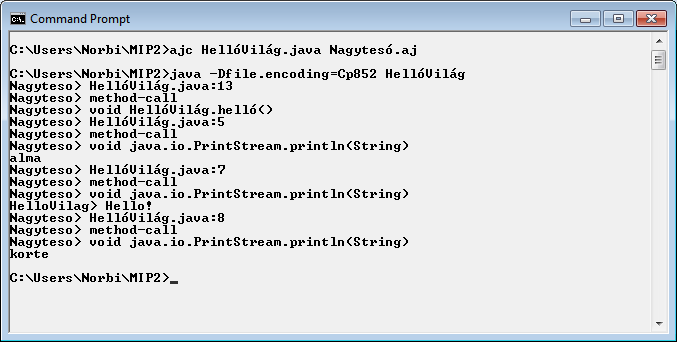 Command Prompt
C:\Users\Norbi\MIP2>ajc HellóVilág.java Nagytesó.aj
C:\Users\Norbi\MIP2>java -Dfile.encoding=Cp852 HellóVilág
Nagyteso> HellóVilág.java:13
Nagyteso> method-call
Nagyteso> void HellóVilág.helló()
Nagyteso> HellóVilág.java:5
Nagyteso> method-call
Nagyteso> void java.io.PrintStream.println(String)
alma
Nagyteso> HellóVilág.java:7
Nagyteso> method-call
Nagyteso> void java.io.PrintStream.println(String)
HelloVilag> Hello!
Nagyteso> HellóVilág.java:8
Nagyteso> method-call
Nagyteso> void java.io.PrintStream.println(String)
korte
C:\Users\Norbi\MIP2>_